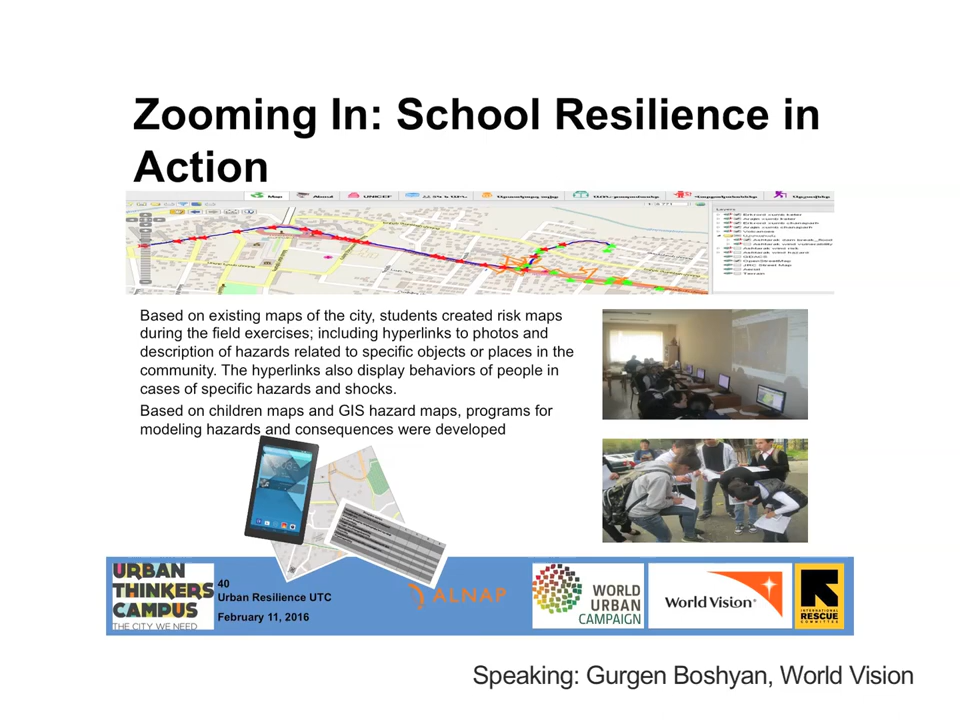 Zooming In: School Resilience in
Action
Map About UNICEF
Layers
OpenStreetMap
Based on existing maps of the city, students created risk maps
during the field exercises; including hyperlinks to photos and
description of hazards related to specific objects or places in the
community. The hyperlinks also display behaviors of people in
cases of specific hazards and shocks.
Based on children maps and GIS hazard maps, programs for
modeling hazards and consequences were developed
URBAN
THINKERS
CAMPUS
THE CITY WE NEED
40
Urban Resilience UTC
February 11, 2016
ALNAP
WORLD
URBAN
CAMPAIGN
World Vision
INTERNATIONAL
RESCUE
COMMITTEE
Speaking: Gurgen Boshyan, World Vision